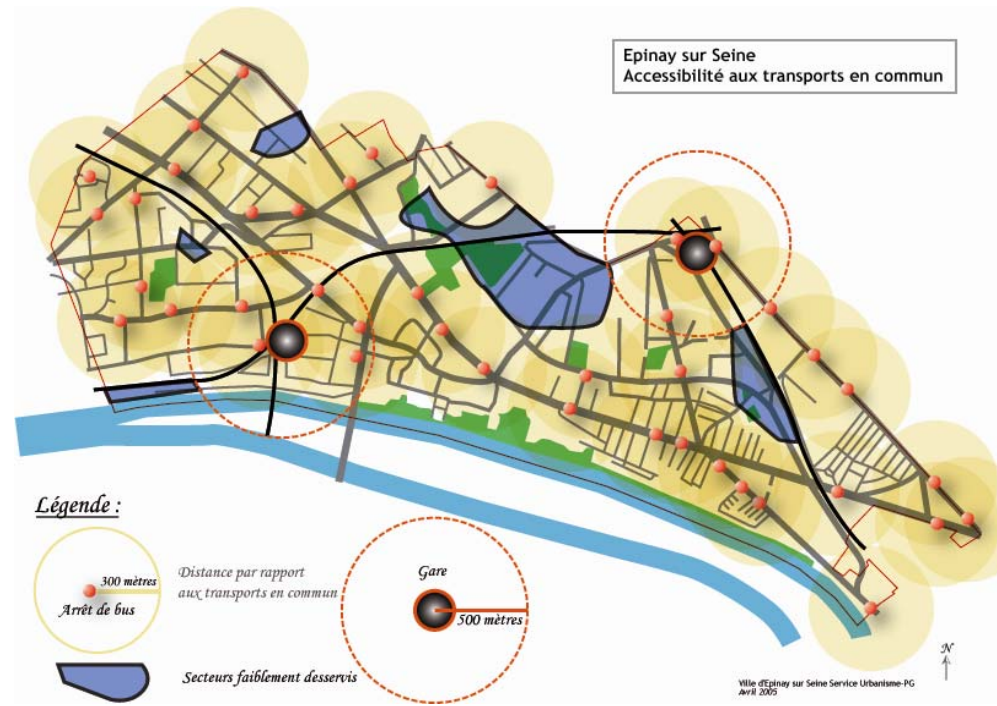 Epinay sur Seine
Accessibilité aux transports en commun
Légende :
300 mètres
Arrêt de bus
Distance par rapport
aux transports en commun
Gare
500 mètres
Secteurs faiblement desservis
N
Ville d'Epinay sur Seine Service Urbanisme-PG
Avril 2005